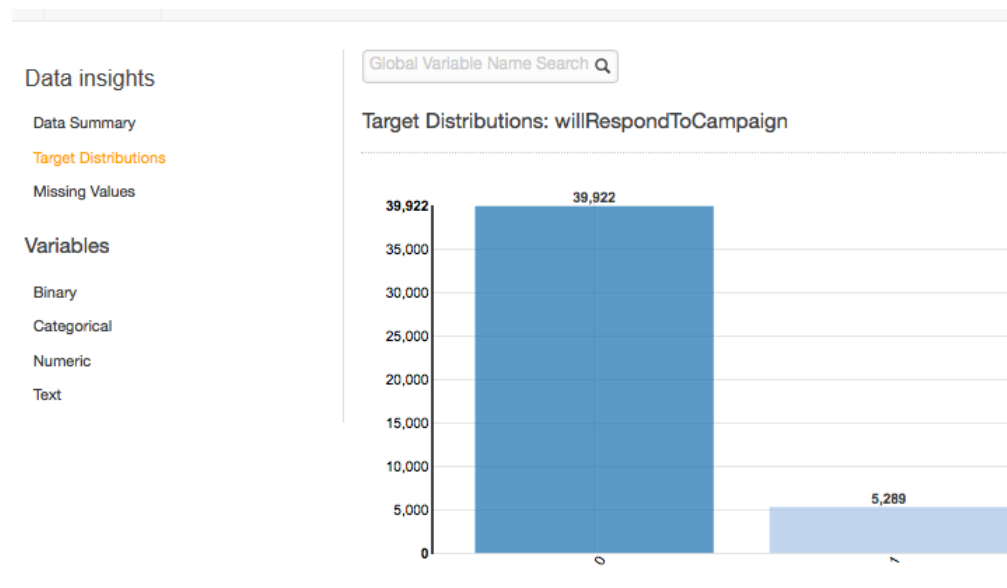 Data insights
Data Summary
Target Distributions
Missing Values
Variables
Binary
Categorical
Numeric
Text
Global Variable Name Search
Target Distributions: willRespondToCampaign
39,922
39,922
35,000
30,000
25,000
20,000
15,000
10,000
5,289
5,000
0
0
1